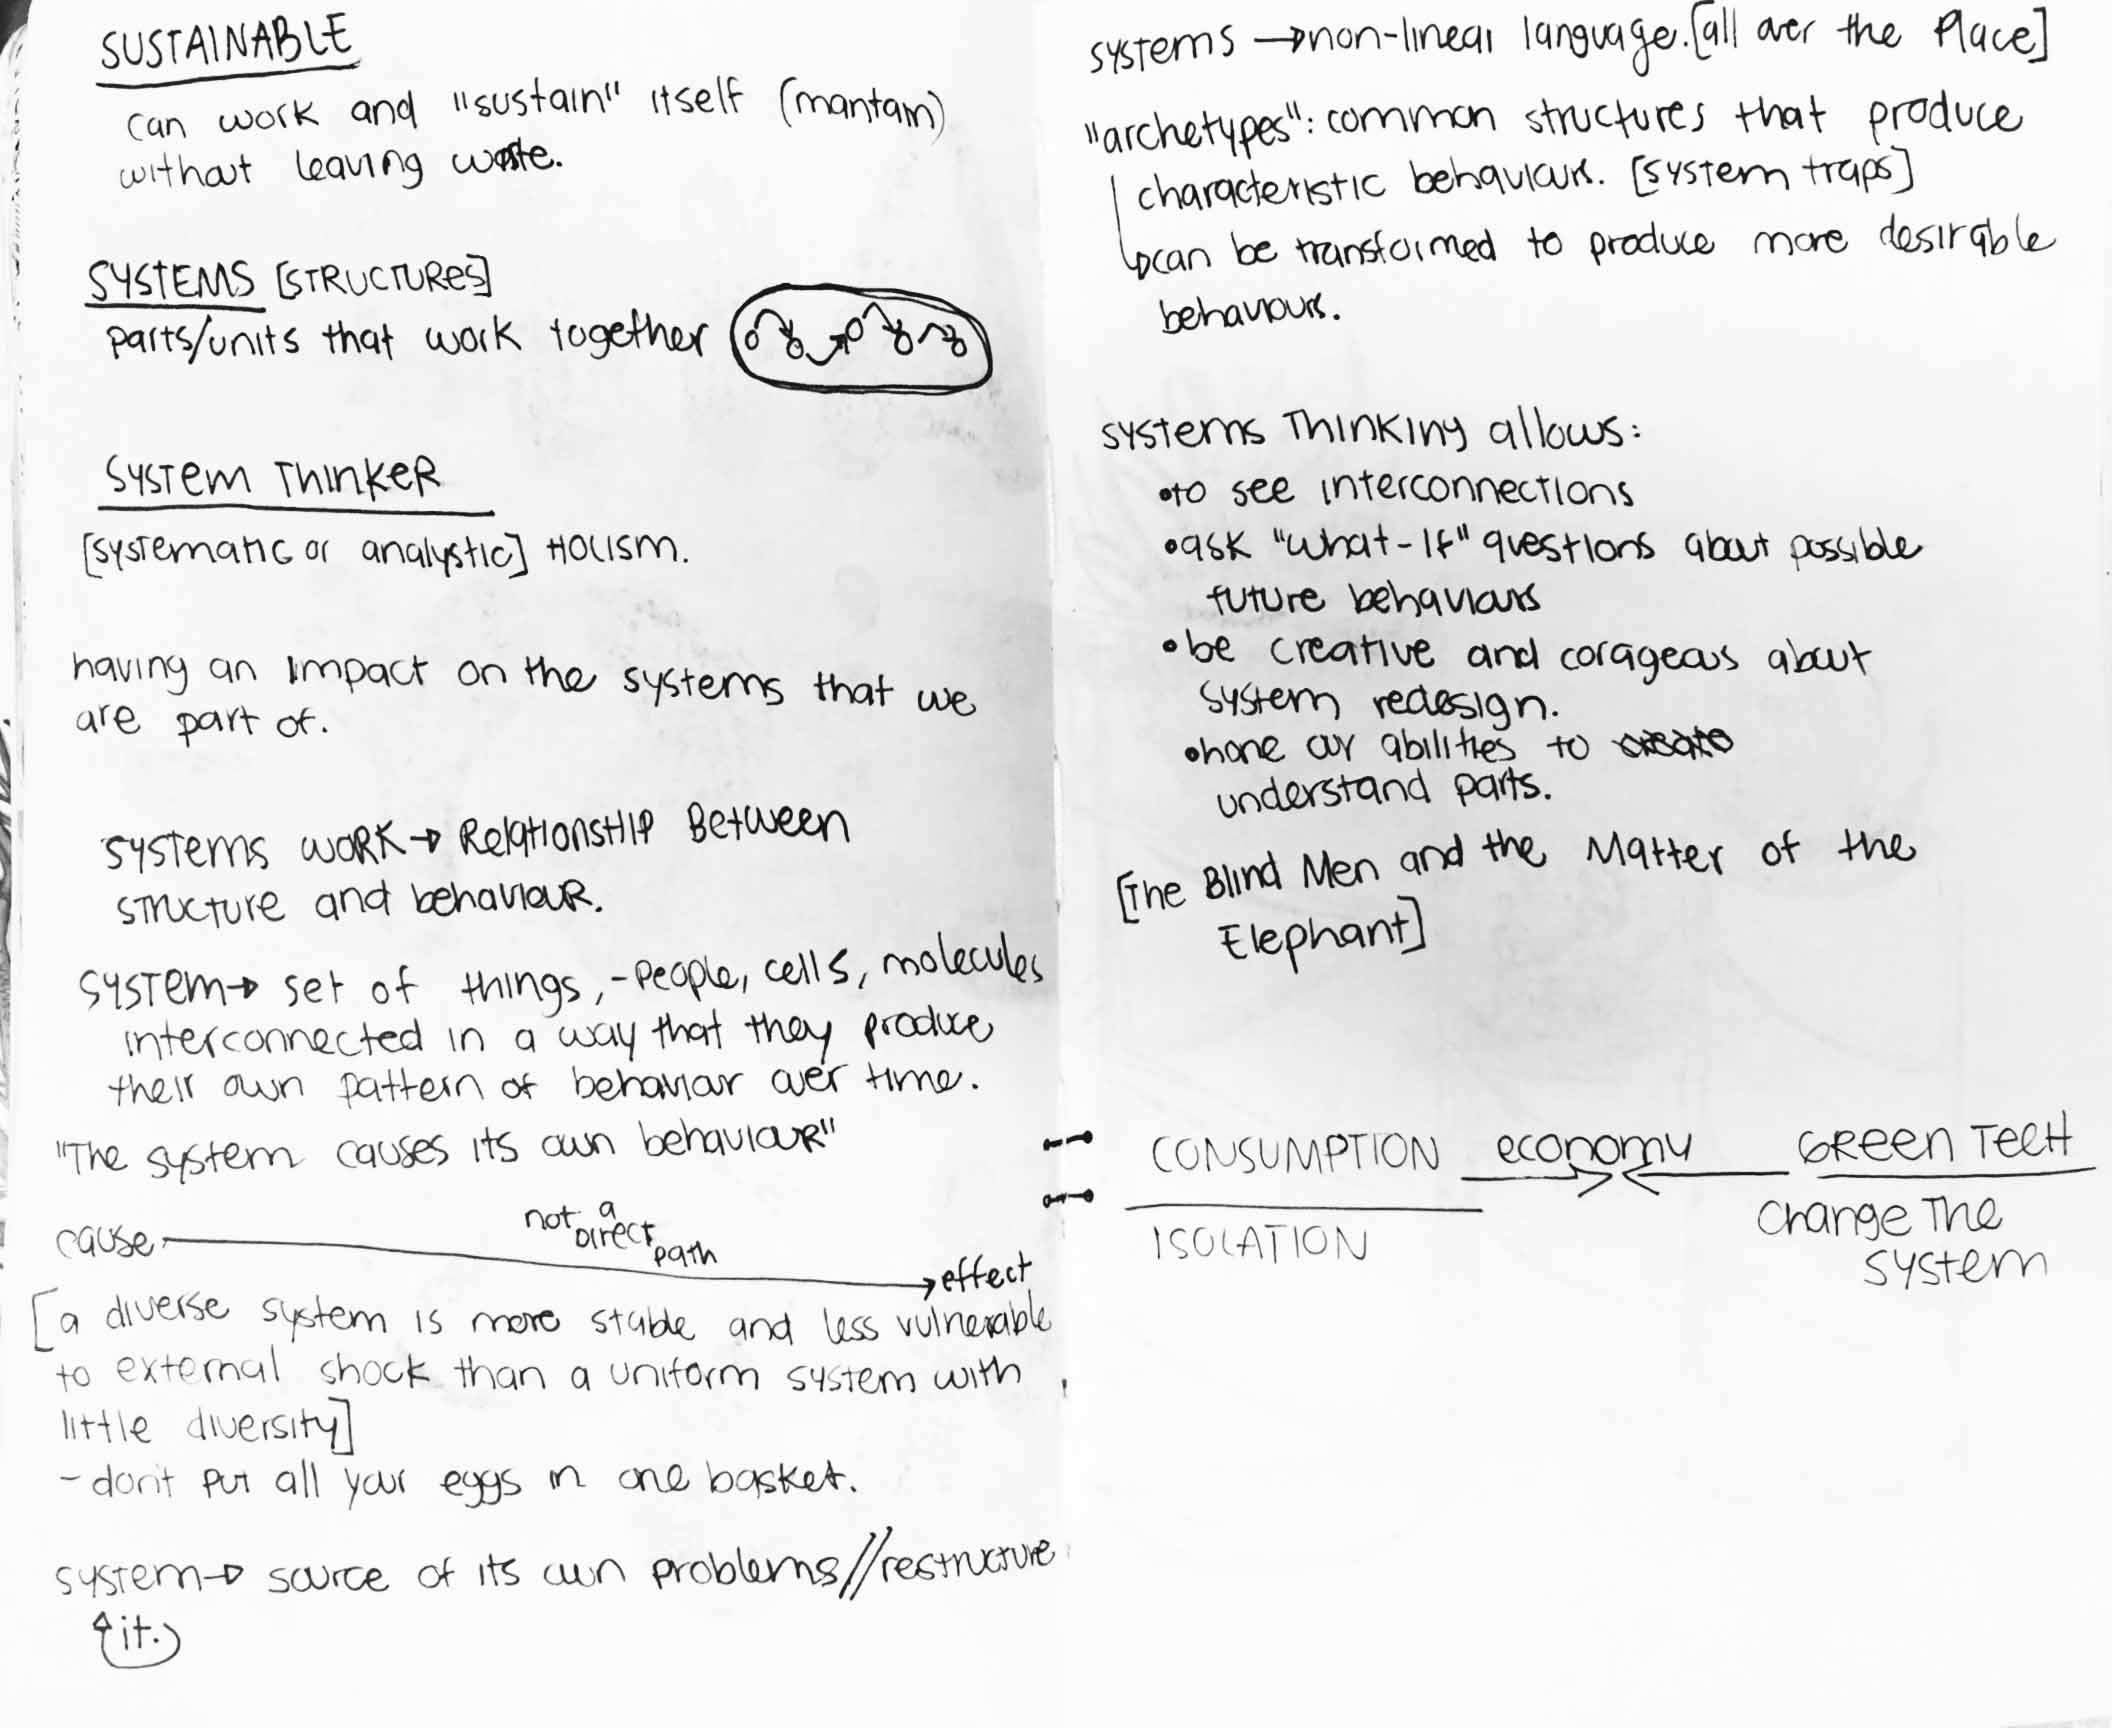 SUSTAINABLE
can work and "sustain" itself (mantain)
without leaving waste.
SYSTEMS [STRUCTURES]
parts/units that work together
SYSTEM THINKER
[systematic or analystic] HOLISM.
having an impact on the systems that we
are part of.
systems work → Relationship Between
structure and behaviour.
system → set of things, - people, cells, molecules
interconnected in a way that they produce
their own pattern of behaviour over time.
"The system causes its own behaviour"
not a
cause DIRECT
path
→ effect
[a diverse system is more stable and less vulnerable
to external shock than a uniform system with
little diversity]
- don't put all your eggs in one basket.
system → source of its own problems//restructure
it.
systems → non-linear language. [all over the place]
"archetypes": common structures that produce
characteristic behaviours. [system traps]
↳ can be transformed to produce more desirable
behaviours.
systems Thinking allows:
• to see interconnections
• ask "what-if" questions about possible
future behaviours
• be creative and corageous about
system redesign.
• hone our abilities to create
understand parts.
[The Blind Men and the Matter of the
Elephant]
CONSUMPTION economy GREEN TECH
ISOLATION change The
system